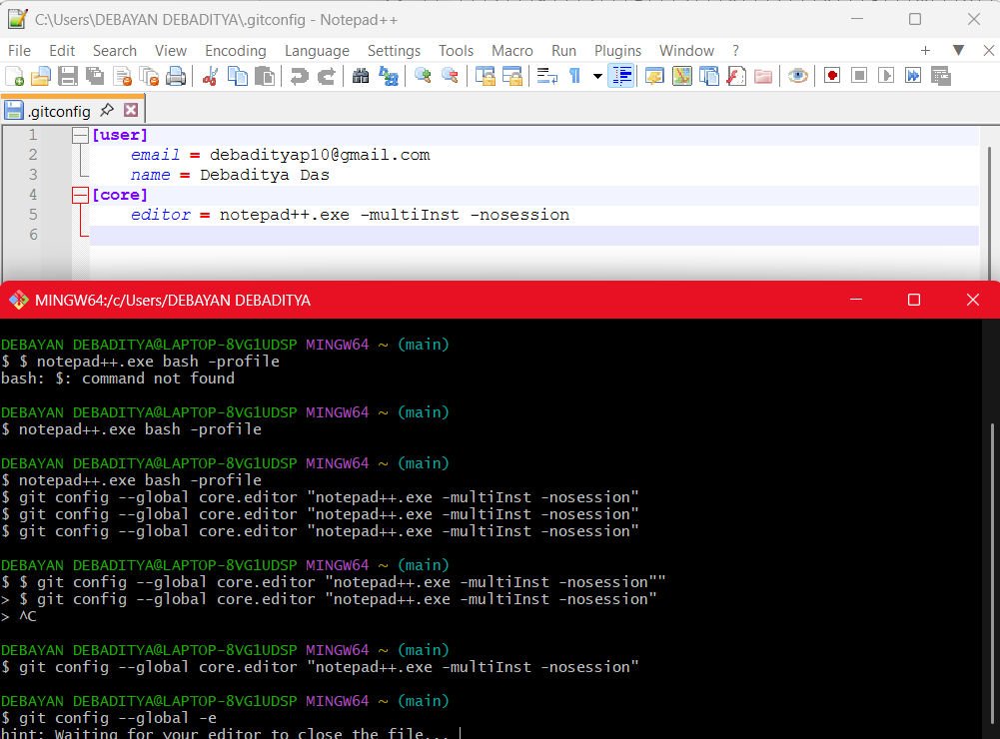 C:\Users\DEBAYAN DEBADITYA\.gitconfig - Notepad++
File Edit Search View Encoding Language Settings Tools Macro Run Plugins Window ? + ▼ X
.gitconfig
1 [user]
2 email = debadityap10@gmail.com
3 name = Debaditya Das
4 [core]
5 editor = notepad++.exe -multiInst -nosession
6
MINGW64:/c/Users/DEBAYAN DEBADITYA
DEBAYAN DEBADITYA@LAPTOP-8VG1UDSP MINGW64 ~ (main)
$ $ notepad++.exe bash -profile
bash: $: command not found
DEBAYAN DEBADITYA@LAPTOP-8VG1UDSP MINGW64 ~ (main)
$ notepad++.exe bash -profile
DEBAYAN DEBADITYA@LAPTOP-8VG1UDSP MINGW64 ~ (main)
$ notepad++.exe bash -profile
$ git config --global core.editor "notepad++.exe -multiInst -nosession"
$ git config --global core.editor "notepad++.exe -multiInst -nosession"
$ git config --global core.editor "notepad++.exe -multiInst -nosession"
DEBAYAN DEBADITYA@LAPTOP-8VG1UDSP MINGW64 ~ (main)
$ $ git config --global core.editor "notepad++.exe -multiInst -nosession""
> $ git config --global core.editor "notepad++.exe -multiInst -nosession"
> ^C
DEBAYAN DEBADITYA@LAPTOP-8VG1UDSP MINGW64 ~ (main)
$ git config --global core.editor "notepad++.exe -multiInst -nosession"
DEBAYAN DEBADITYA@LAPTOP-8VG1UDSP MINGW64 ~ (main)
$ git config --global -e
hint: Waiting for your editor to close the file...